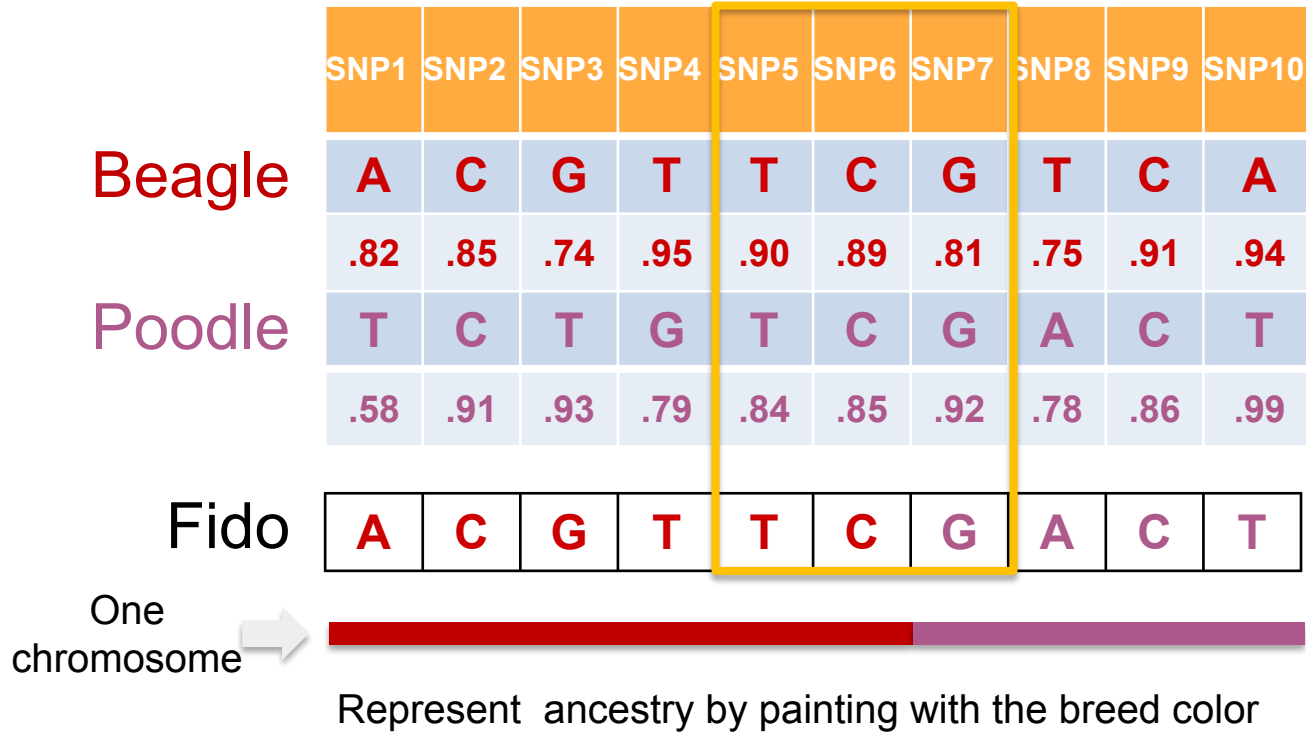 SNP1 SNP2 SNP3 SNP4 SNP5 SNP6 SNP7 SNP8 SNP9 SNP10
Beagle A C G T T C G T C A
.82 .85 .74 .95 .90 .89 .81 .75 .91 .94
Poodle T C T G T C G A C T
.58 .91 .93 .79 .84 .85 .92 .78 .86 .99
Fido A C G T T C G A C T
One
chromosome
Represent ancestry by painting with the breed color